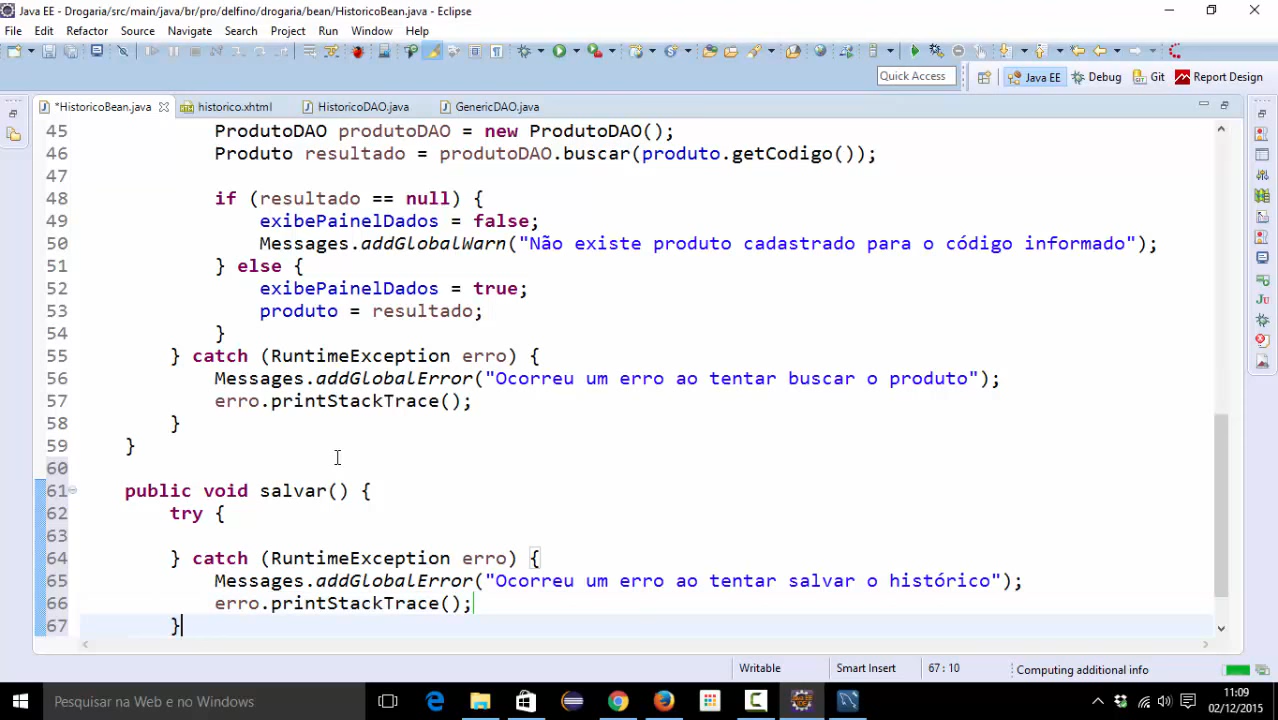 Java EE - Drogaria/src/main/java/br/pro/delfino/drogaria/bean/HistoricoBean.java - Eclipse
File Edit Refactor Source Navigate Search Project Run Window Help
Quick Access Java EE Debug Git Report Design
*HistoricoBean.java historico.xhtml HistoricoDAO.java GenericDAO.java
45 ProdutoDAO produtoDAO = new ProdutoDAO();
46 Produto resultado = produtoDAO.buscar(produto.getCodigo());
47
48 if (resultado == null) {
49 exibePainelDados = false;
50 Messages.addGlobalWarn("Não existe produto cadastrado para o código informado");
51 } else {
52 exibePainelDados = true;
53 produto = resultado;
54 }
55 } catch (RuntimeException erro) {
56 Messages.addGlobalError("Ocorreu um erro ao tentar buscar o produto");
57 erro.printStackTrace();
58 }
59 }
60
61 public void salvar() {
62 try {
63
64 } catch (RuntimeException erro) {
65 Messages.addGlobalError("Ocorreu um erro ao tentar salvar o histórico");
66 erro.printStackTrace();
67 }
Writable Smart Insert 67 : 10 Computing additional info
Pesquisar na Web e no Windows
11:09
02/12/2015